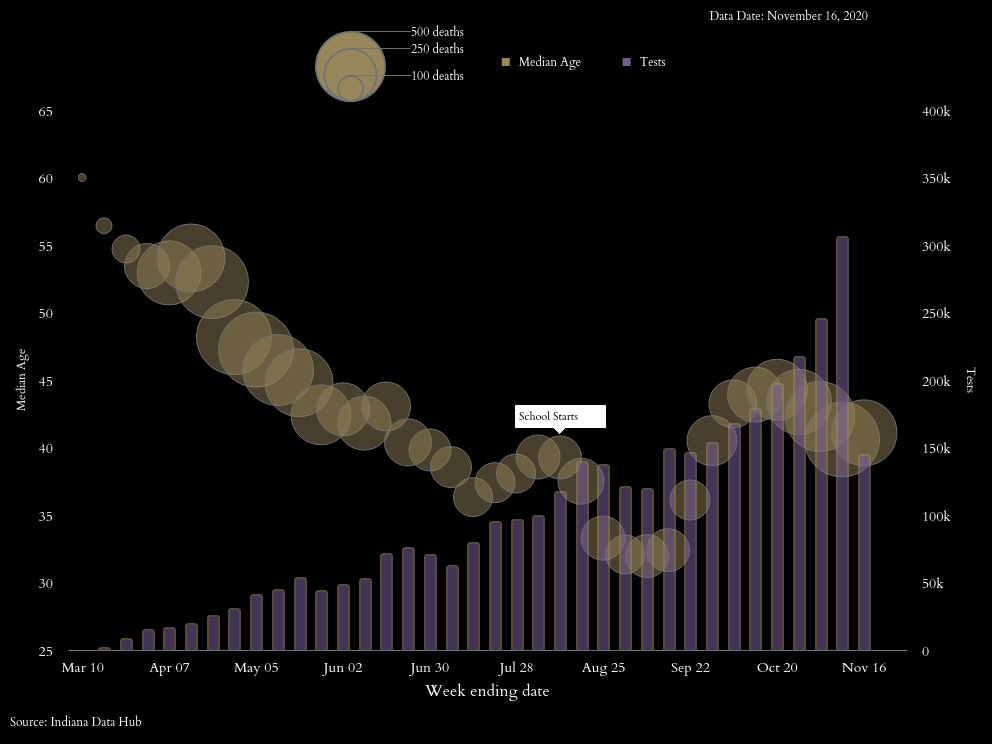 Data Date: November 16, 2020
500 deaths
250 deaths
100 deaths
Median Age
Tests
65
60
55
50
45
40
35
30
25
Median Age
400k
350k
300k
250k
200k
150k
100k
50k
0
Tests
School Starts
Mar 10
Apr 07
May 05
Jun 02
Jun 30
Jul 28
Aug 25
Sep 22
Oct 20
Nov 16
Week ending date
Source: Indiana Data Hub